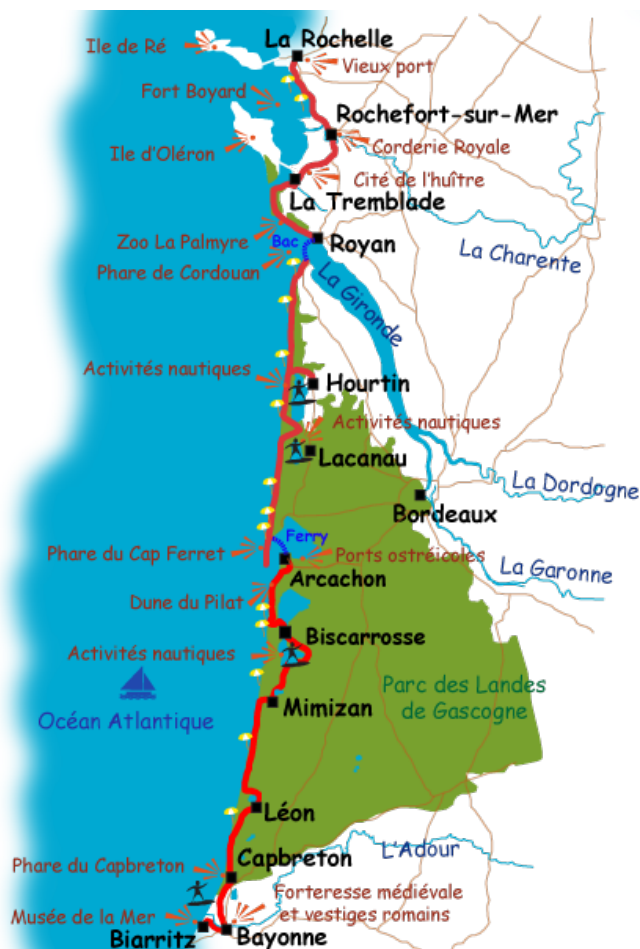 La Rochelle
Ile de Ré
Vieux port
Fort Boyard
Rochefort-sur-Mer
Corderie Royale
Ile d'Oléron
Cité de l'huître
La Tremblade
Zoo La Palmyre
Bac
Royan
La Charente
Phare de Cordouan
La Gironde
Activités nautiques
Hourtin
Activités nautiques
Lacanau
La Dordogne
Bordeaux
Ferry
Phare du Cap Ferret
Ports ostréicoles
La Garonne
Arcachon
Dune du Pilat
Biscarrosse
Activités nautiques
Parc des Landes
de Gascogne
Océan Atlantique
Mimizan
Léon
L'Adour
Capbreton
Phare du Capbreton
Forteresse médiévale
et vestiges romains
Musée de la Mer
Biarritz
Bayonne